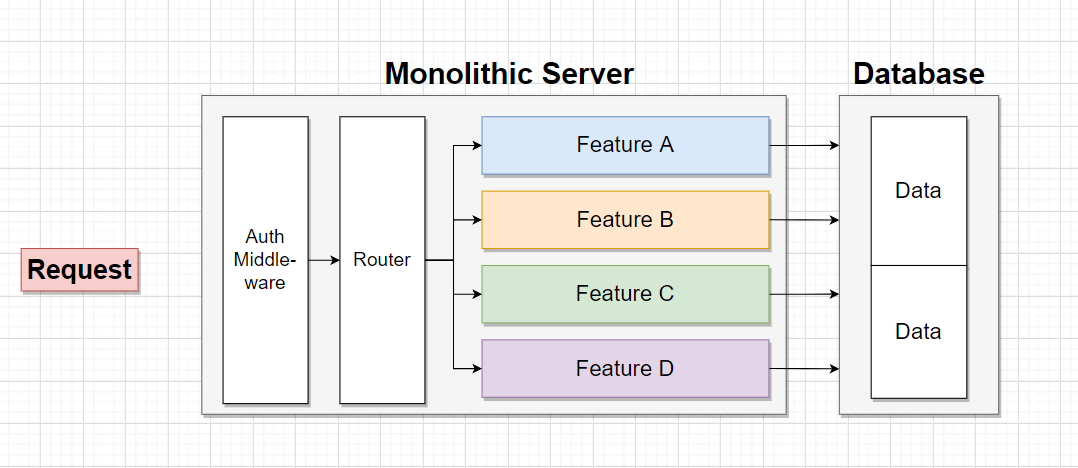 Monolithic Server
Database
Request
Auth
Middle-
ware
Router
Feature A
Feature B
Feature C
Feature D
Data
Data